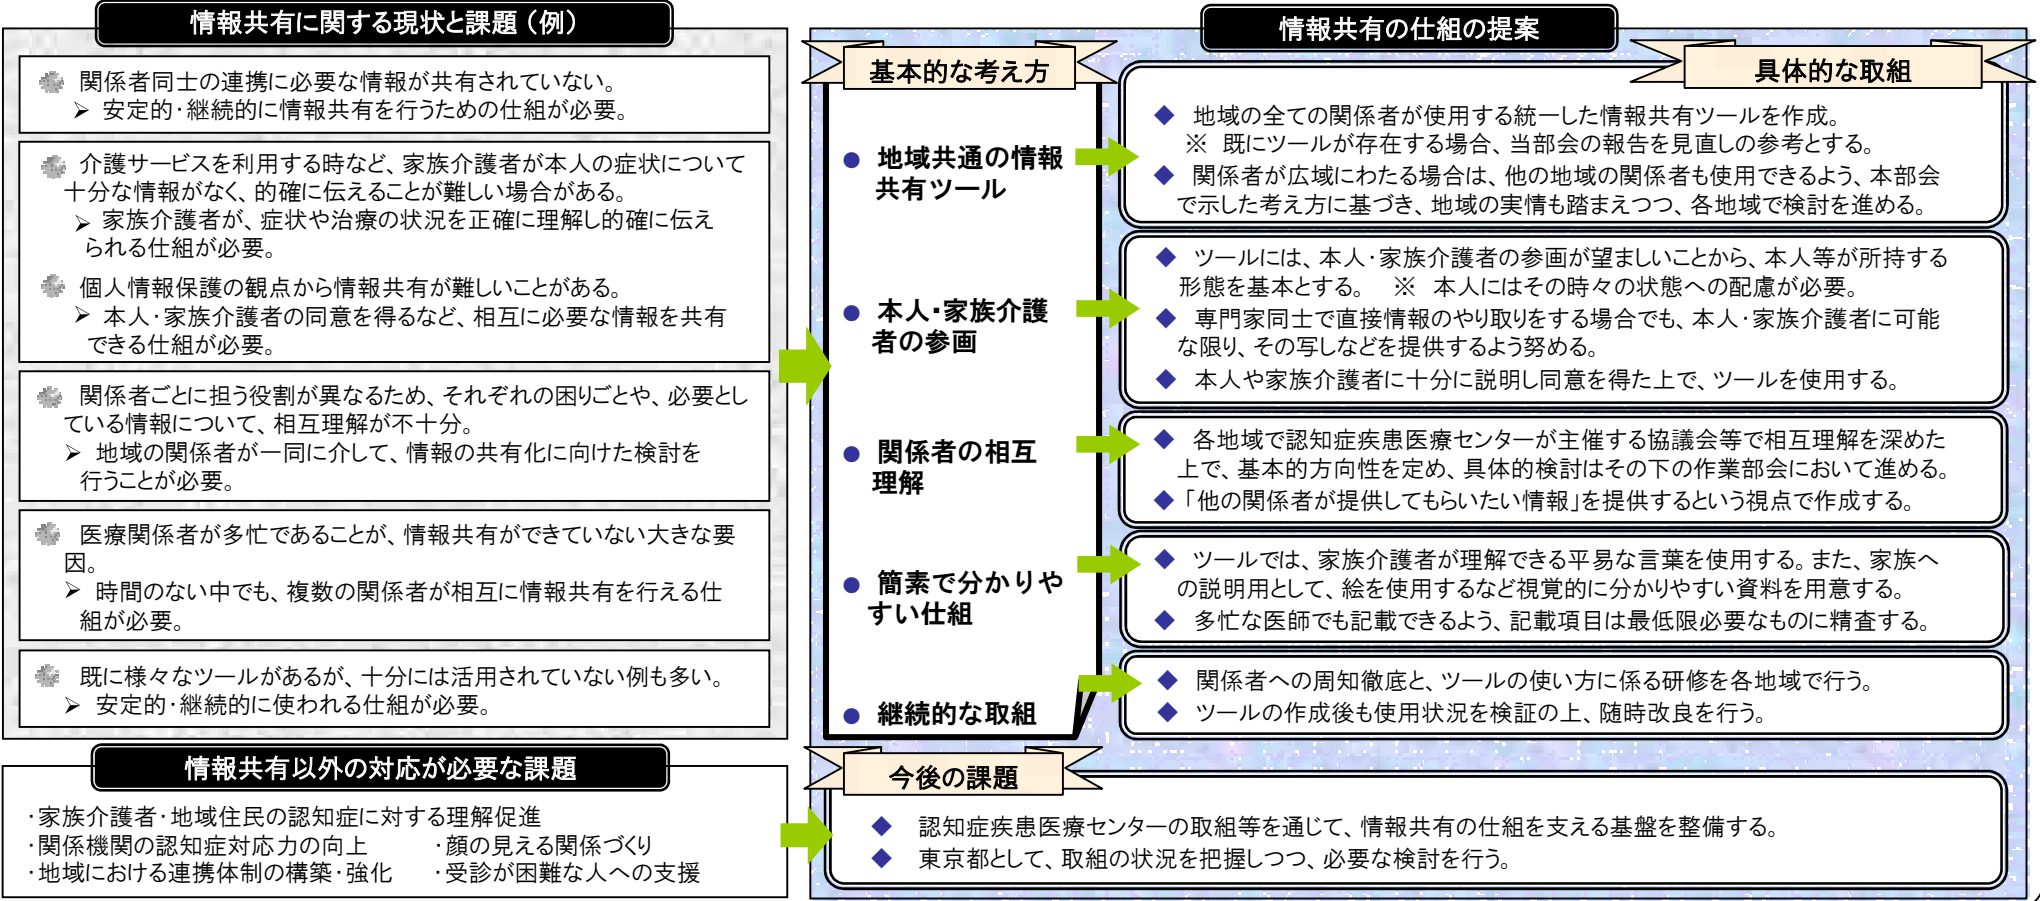 情報共有に関する現状と課題（例）
関係者同士の連携に必要な情報が共有されていない。
➢ 安定的・継続的に情報共有を行うための仕組が必要。
介護サービスを利用する時など、家族介護者が本人の症状について
十分な情報がなく、的確に伝えることが難しい場合がある。
➢ 家族介護者が、症状や治療の状況を正確に理解し的確に伝え
られる仕組が必要。
個人情報保護の観点から情報共有が難しいことがある。
➢ 本人・家族介護者の同意を得るなど、相互に必要な情報を共有
できる仕組が必要。
関係者ごとに担う役割が異なるため、それぞれの困りごとや、必要とし
ている情報について、相互理解が不十分。
➢ 地域の関係者が一同に介して、情報の共有化に向けた検討を
行うことが必要。
医療関係者が多忙であることが、情報共有ができていない大きな要
因。
➢ 時間のない中でも、複数の関係者が相互に情報共有を行える仕
組が必要。
既に様々なツールがあるが、十分には活用されていない例も多い。
➢ 安定的・継続的に使われる仕組が必要。
情報共有以外の対応が必要な課題
・家族介護者・地域住民の認知症に対する理解促進
・関係機関の認知症対応力の向上 ・顔の見える関係づくり
・地域における連携体制の構築・強化 ・受診が困難な人への支援
情報共有の仕組の提案
基本的な考え方
● 地域共通の情報
共有ツール
● 本人・家族介護
者の参画
● 関係者の相互
理解
● 簡素で分かりや
すい仕組
● 継続的な取組
具体的な取組
◆ 地域の全ての関係者が使用する統一した情報共有ツールを作成。
※ 既にツールが存在する場合、当部会の報告を見直しの参考とする。
◆ 関係者が広域にわたる場合は、他の地域の関係者も使用できるよう、本部会
で示した考え方に基づき、地域の実情も踏まえつつ、各地域で検討を進める。
◆ ツールには、本人・家族介護者の参画が望ましいことから、本人等が所持する
形態を基本とする。 ※ 本人にはその時々の状態への配慮が必要。
◆ 専門家同士で直接情報のやり取りをする場合でも、本人・家族介護者に可能
な限り、その写しなどを提供するよう努める。
◆ 本人や家族介護者に十分に説明し同意を得た上で、ツールを使用する。
◆ 各地域で認知症疾患医療センターが主催する協議会等で相互理解を深めた
上で、基本的方向性を定め、具体的検討はその下の作業部会において進める。
◆ 「他の関係者が提供してもらいたい情報」を提供するという視点で作成する。
◆ ツールでは、家族介護者が理解できる平易な言葉を使用する。また、家族へ
の説明用として、絵を使用するなど視覚的に分かりやすい資料を用意する。
◆ 多忙な医師でも記載できるよう、記載項目は最低限必要なものに精査する。
◆ 関係者への周知徹底と、ツールの使い方に係る研修を各地域で行う。
◆ ツールの作成後も使用状況を検証の上、随時改良を行う。
今後の課題
◆ 認知症疾患医療センターの取組等を通じて、情報共有の仕組を支える基盤を整備する。
◆ 東京都として、取組の状況を把握しつつ、必要な検討を行う。